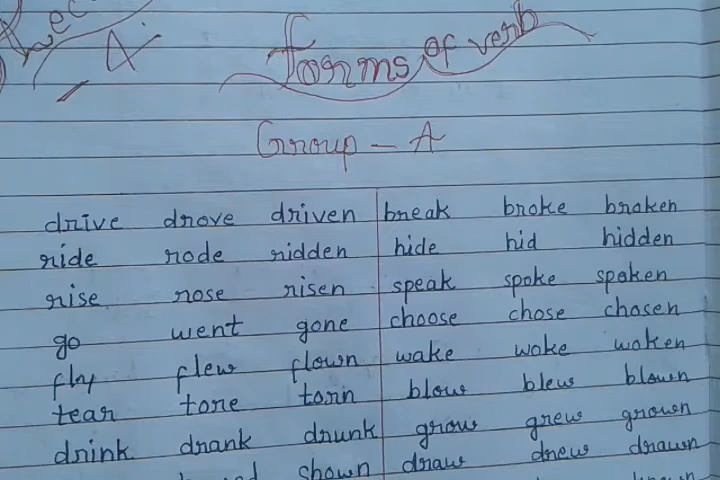 Forms of verb
Group - A
drive drove driven break broke broken
ride rode ridden hide hid hidden
rise rose risen speak spoke spoken
go went gone choose chose chosen
fly flew flown wake woke woken
tear tore torn blow blew blown
drink drank drunk grow grew grown
shown draw drew drawn